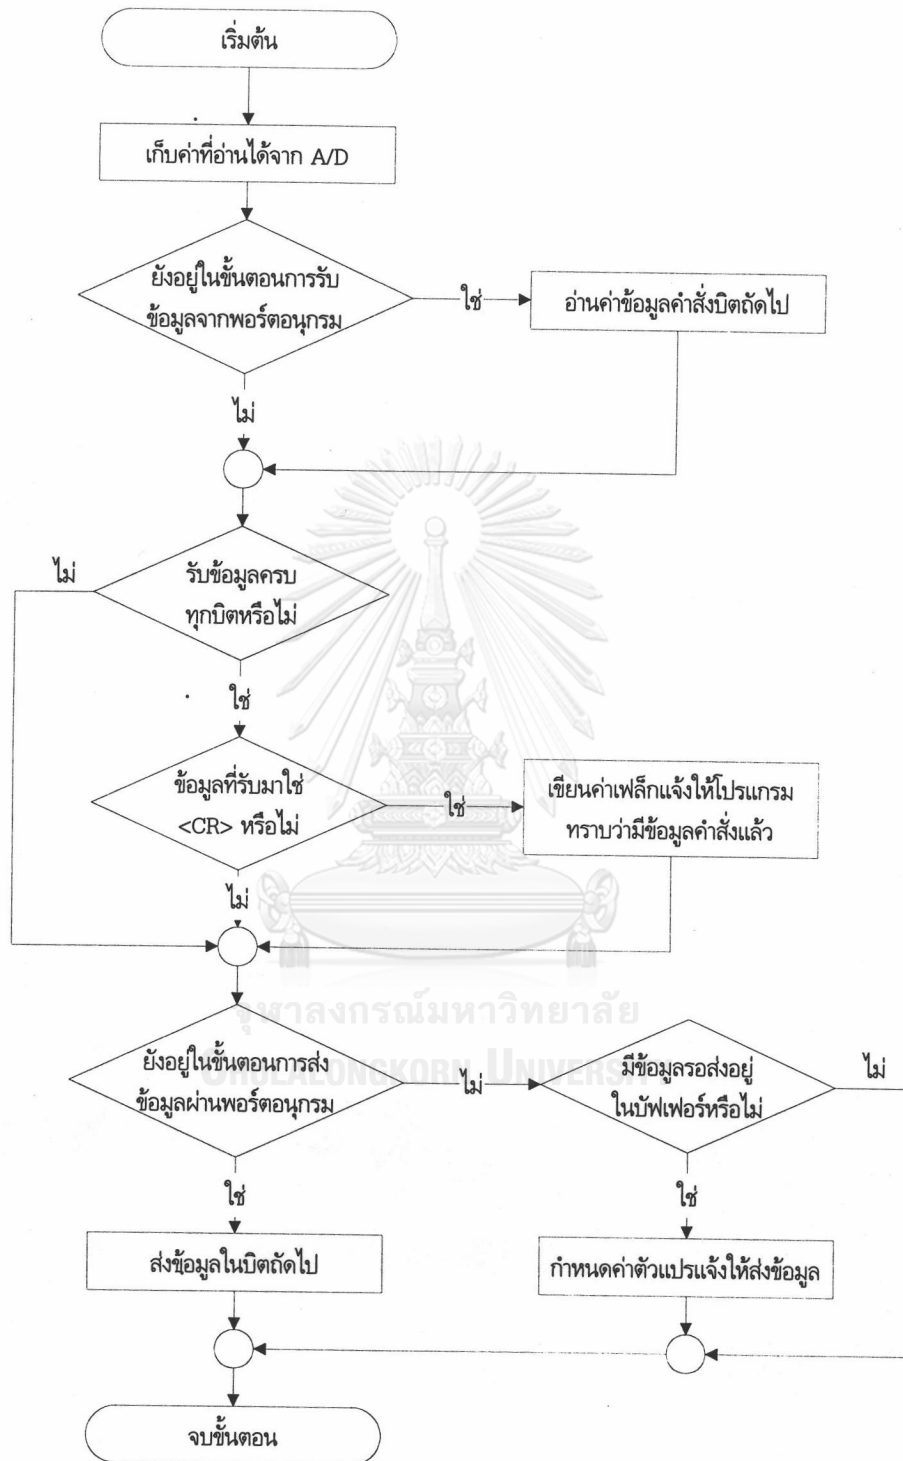 เริ่มต้น
เก็บค่าที่อ่านได้จาก A/D
ยังอยู่ในขั้นตอนการรับ
ข้อมูลจากพอร์ตอนุกรม
ใช่
อ่านค่าข้อมูลคำสั่งบิตถัดไป
ไม่
ไม่
รับข้อมูลครบ
ทุกบิตหรือไม่
ใช่
ข้อมูลที่รับมาใช่
<CR> หรือไม่
ใช่
เขียนค่าเฟล็กแจ้งให้โปรแกรม
ทราบว่ามีข้อมูลคำสั่งแล้ว
ไม่
จุฬาลงกรณ์มหาวิทยาลัย
CHULALONGKORN UNIVERSITY
ยังอยู่ในขั้นตอนการส่ง
ข้อมูลผ่านพอร์ตอนุกรม
ไม่
มีข้อมูลรอส่งอยู่
ในบัฟเฟอร์หรือไม่
ไม่
ใช่
ใช่
ส่งข้อมูลในบิตถัดไป
กำหนดค่าตัวแปรแจ้งให้ส่งข้อมูล
จบขั้นตอน